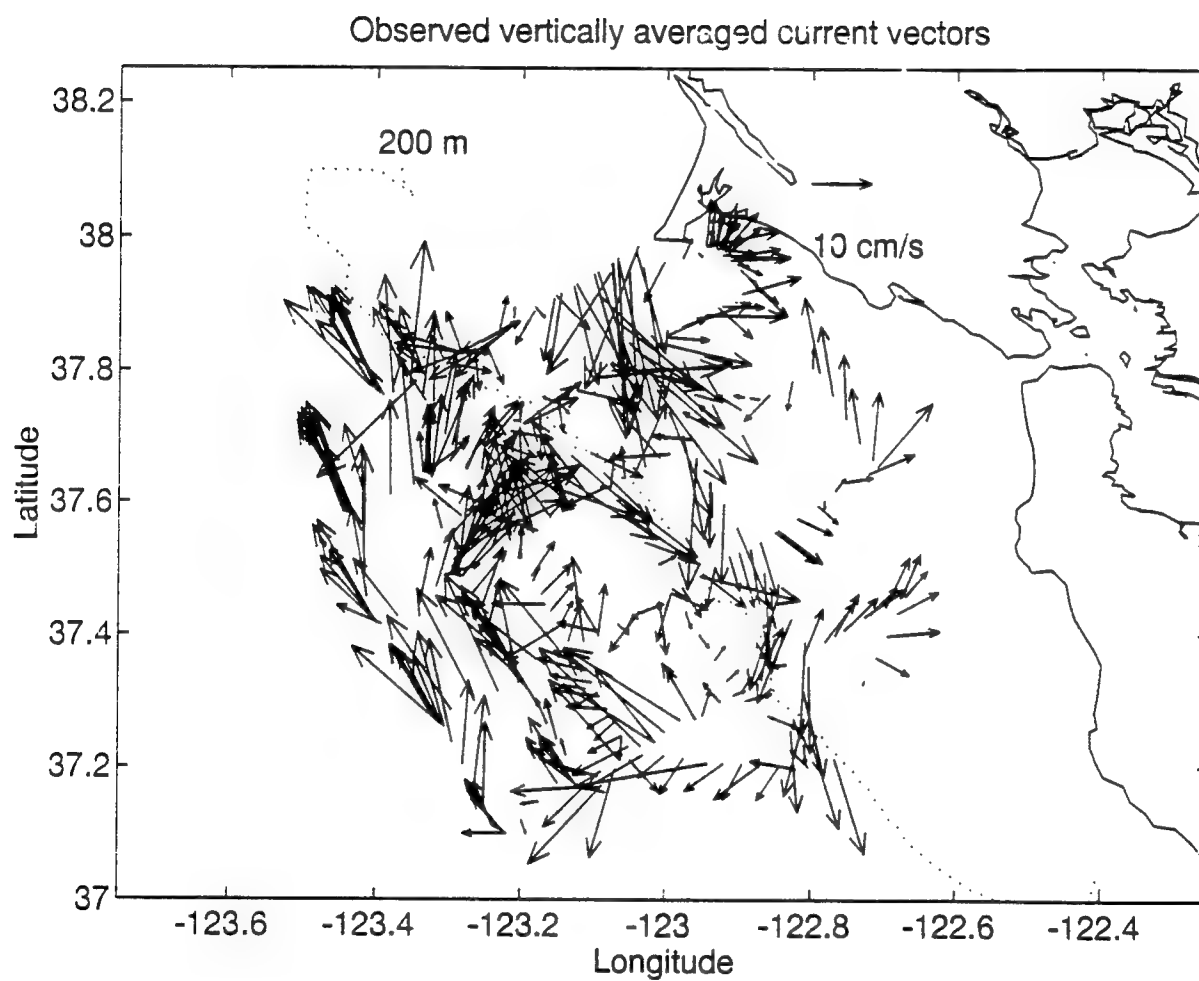 Observed vertically averaged current vectors
38.2
200 m
38
10 cm/s
37.8
37.6
Latitude
37.4
37.2
37
-123.6
-123.4
-123.2
-123
-122.8
-122.6
-122.4
Longitude